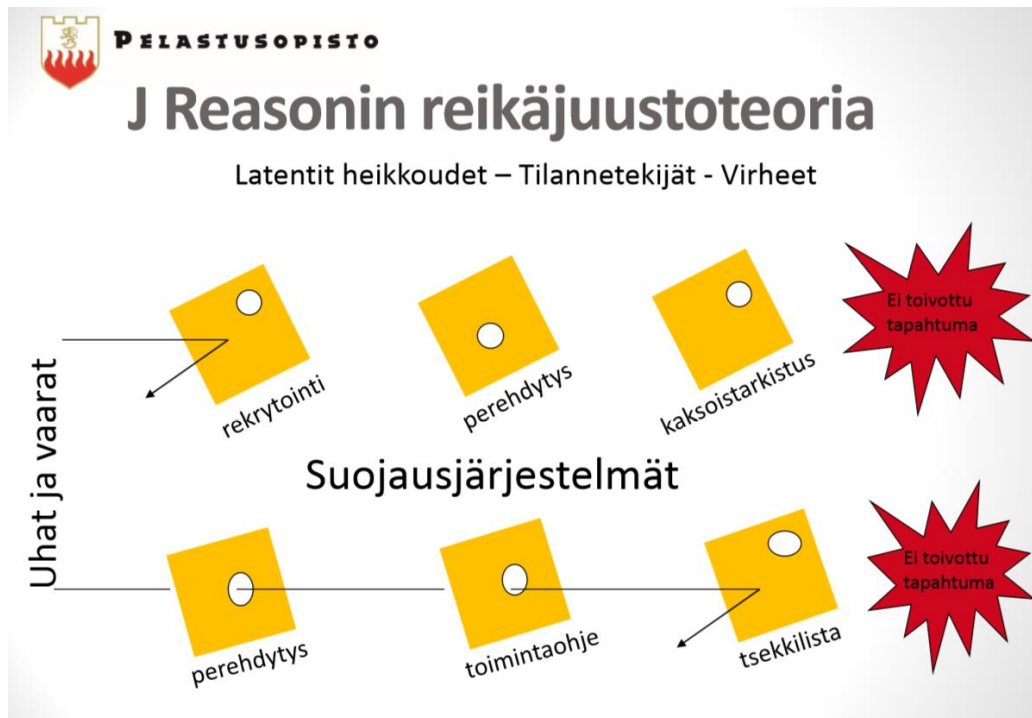 PELASTUSOPISTO
J Reasonin reikäjuustoteoria
Latentit heikkoudet – Tilannetekijät - Virheet
Uhat ja vaarat
rekrytointi
perehdytys
kaksoistarkistus
Ei toivottu
tapahtuma
Suojausjärjestelmät
perehdytys
toimintaohje
tsekkilista
Ei toivottu
tapahtuma